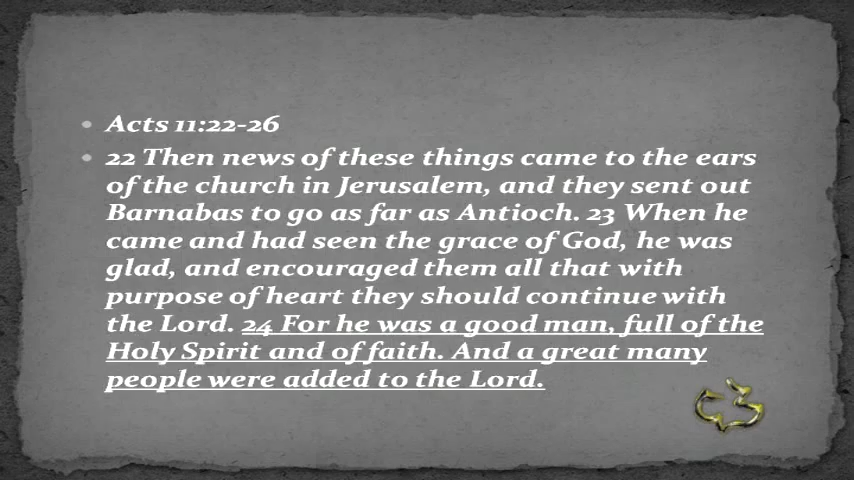 Acts 11:22-26
22 Then news of these things came to the ears
of the church in Jerusalem, and they sent out
Barnabas to go as far as Antioch. 23 When he
came and had seen the grace of God, he was
glad, and encouraged them all that with
purpose of heart they should continue with
the Lord. 24 For he was a good man, full of the
Holy Spirit and of faith. And a great many
people were added to the Lord.